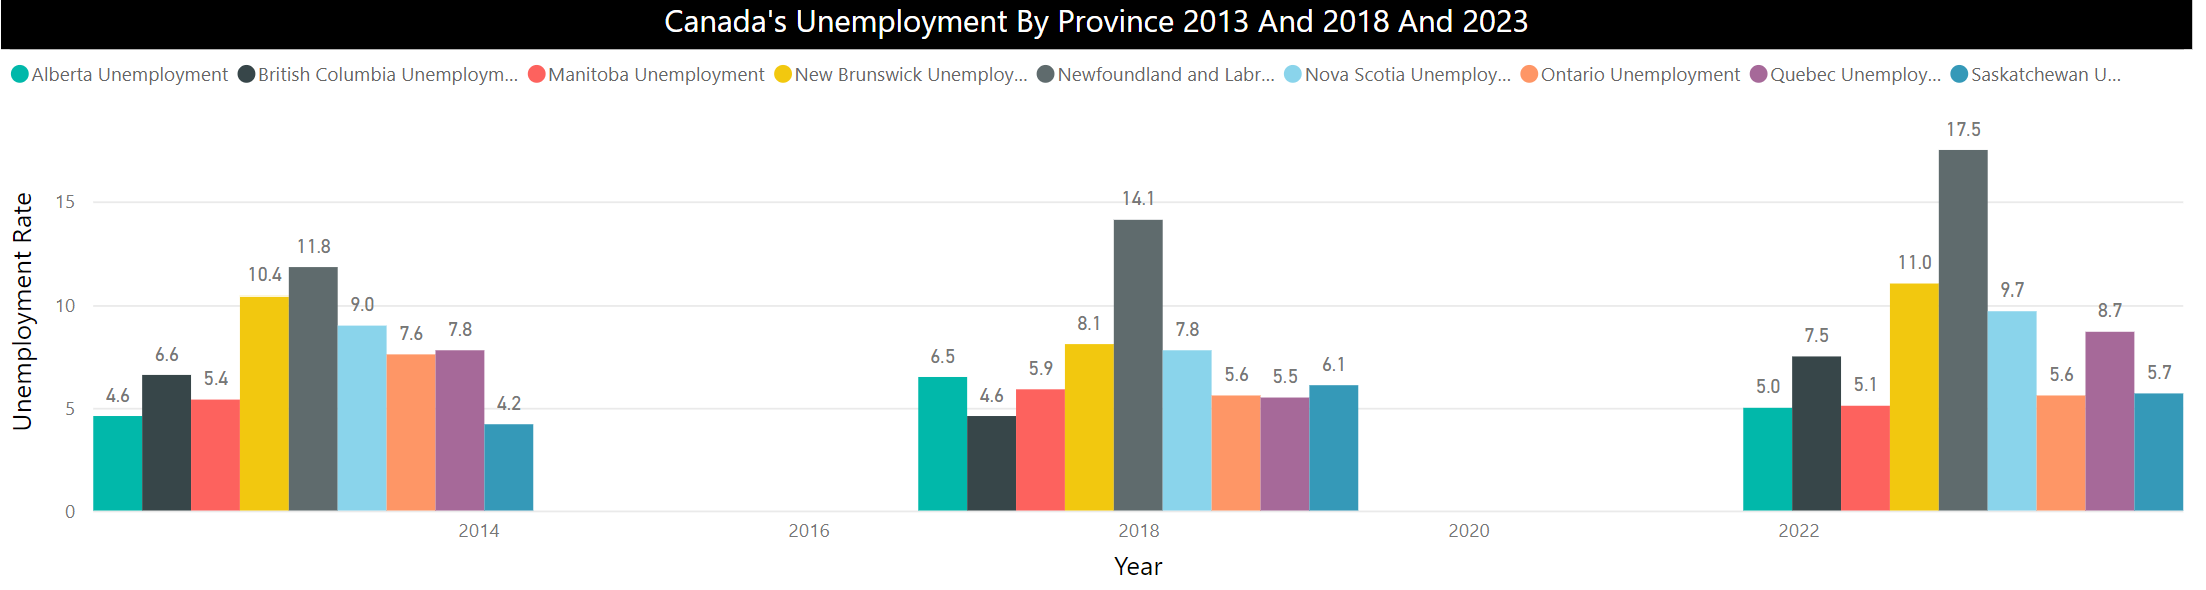 Canada's Unemployment By Province 2013 And 2018 And 2023
Alberta Unemployment British Columbia Unemploym... Manitoba Unemployment New Brunswick Unemploy... Newfoundland and Labr... Nova Scotia Unemploy... Ontario Unemployment Quebec Unemploy... Saskatchewan U...
Unemployment Rate
15
10
5
0
4.6 6.6 5.4 10.4 11.8 9.0 7.6 7.8 4.2
6.5 4.6 5.9 8.1 14.1 7.8 5.6 5.5 6.1
5.0 7.5 5.1 11.0 17.5 9.7 5.6 8.7 5.7
2014 2016 2018 2020 2022
Year